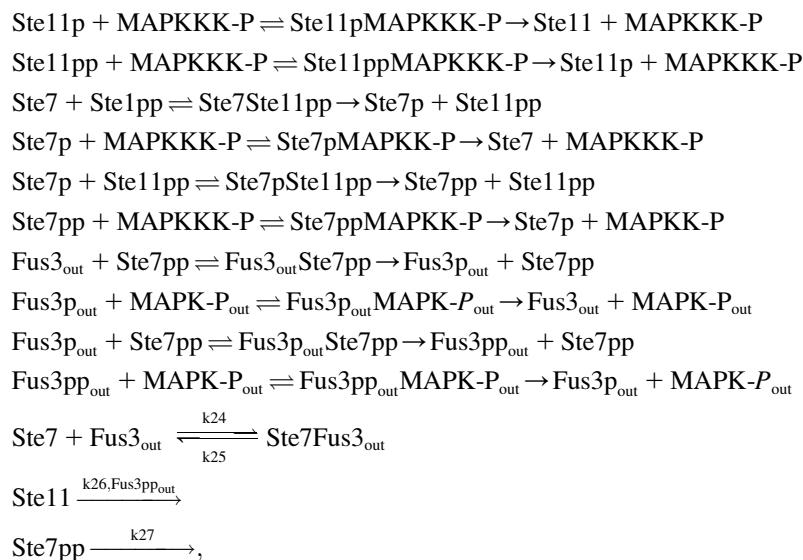 Ste11p + MAPKKK-P ⇌ Ste11pMAPKKK-P → Ste11 + MAPKKK-P
Ste11pp + MAPKKK-P ⇌ Ste11ppMAPKKK-P → Ste11p + MAPKKK-P
Ste7 + Ste1pp ⇌ Ste7Ste11pp → Ste7p + Ste11pp
Ste7p + MAPKKK-P ⇌ Ste7pMAPKK-P → Ste7 + MAPKKK-P
Ste7p + Ste11pp ⇌ Ste7pSte11pp → Ste7pp + Ste11pp
Ste7pp + MAPKKK-P ⇌ Ste7ppMAPKK-P → Ste7p + MAPKK-P
Fus3out + Ste7pp ⇌ Fus3outSte7pp → Fus3pout + Ste7pp
Fus3pout + MAPK-Pout ⇌ Fus3poutMAPK-Pout → Fus3out + MAPK-Pout
Fus3pout + Ste7pp ⇌ Fus3poutSte7pp → Fus3ppout + Ste7pp
Fus3ppout + MAPK-Pout ⇌ Fus3ppoutMAPK-Pout → Fus3pout + MAPK-Pout
k24
Ste7 + Fus3out ⇌ Ste7Fus3out
k25
k26,Fus3ppout
Ste11 →
k27
Ste7pp →,